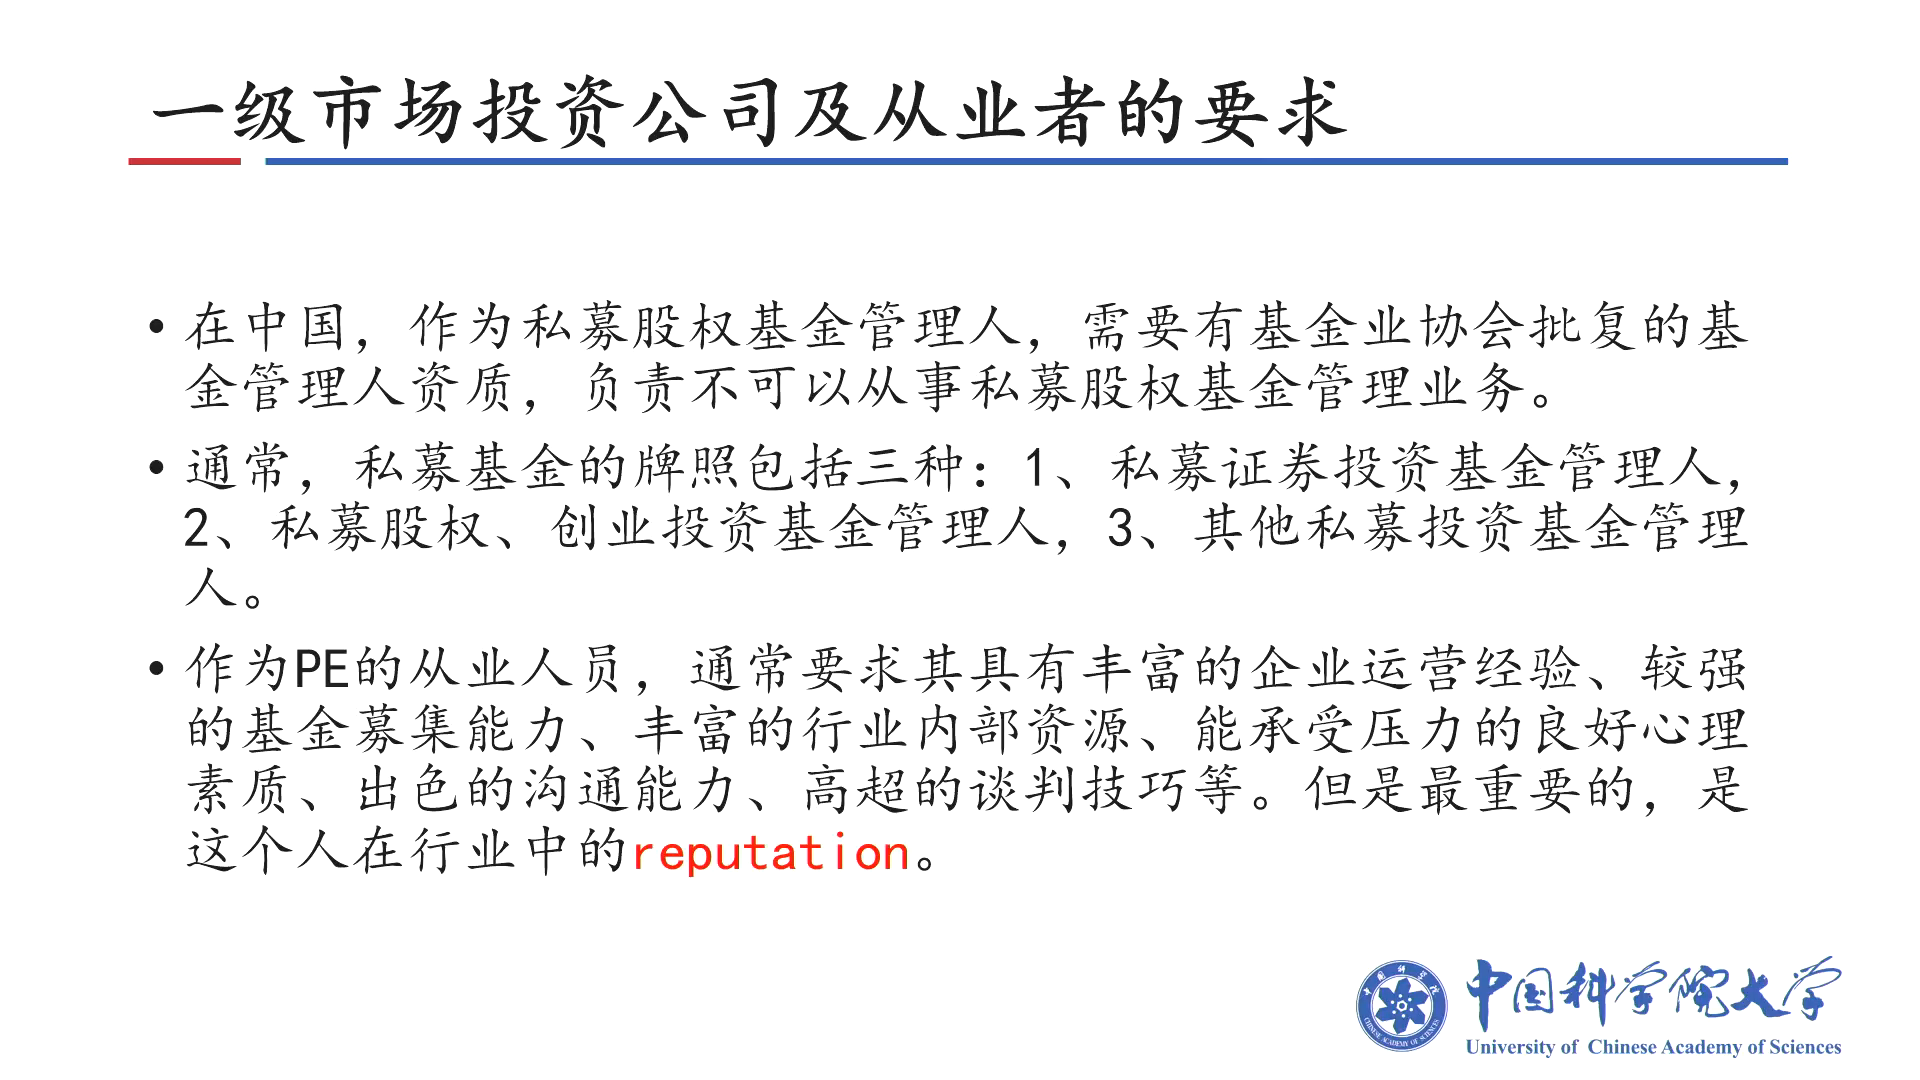 一级市场投资公司及从业者的要求
• 在中国，作为私募股权基金管理人，需要有基金业协会批复的基
金管理人资质，负责不可以从事私募股权基金管理业务。
• 通常，私募基金的牌照包括三种：1、私募证券投资基金管理人，
2、私募股权、创业投资基金管理人，3、其他私募投资基金管理
人。
• 作为PE的从业人员，通常要求其具有丰富的企业运营经验、较强
的基金募集能力、丰富的行业内部资源、能承受压力的良好心理
素质、出色的沟通能力、高超的谈判技巧等。但是最重要的，是
这个人在行业中的reputation。
中国科学院
CHINESE ACADEMY OF SCIENCES
中国科学院大学
University of Chinese Academy of Sciences